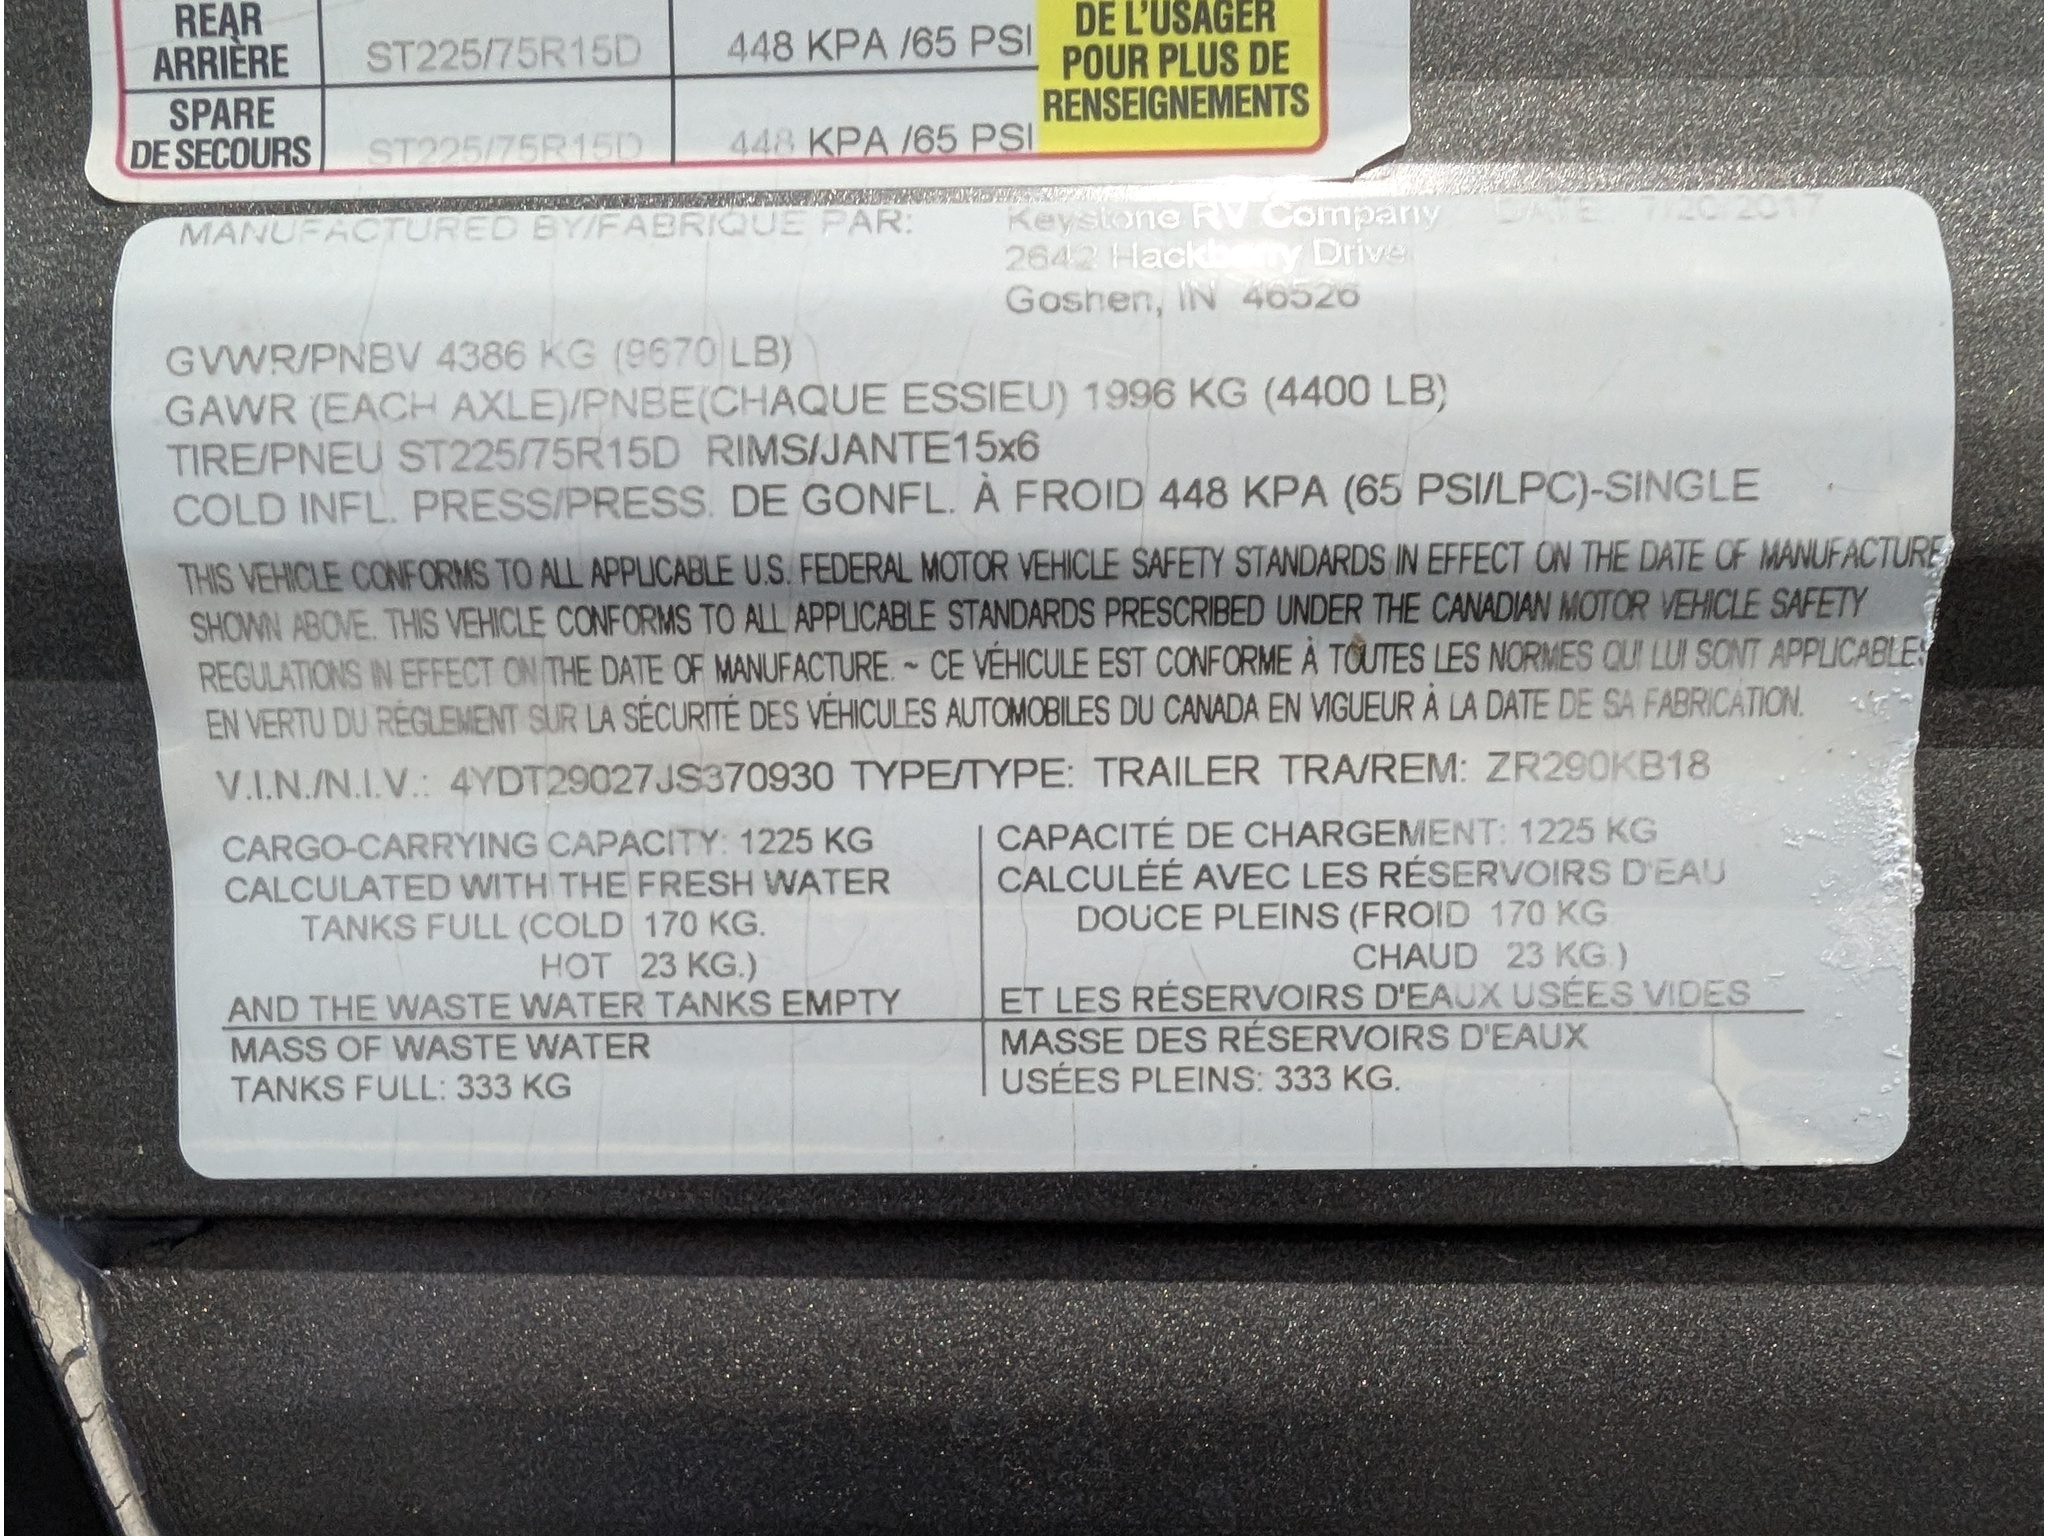 REAR
ARRIÈRE
ST225/75R15D
448 KPA /65 PSI
SPARE
DE SECOURS
ST225/75R15D
448 KPA /65 PSI
DE L'USAGER
POUR PLUS DE
RENSEIGNEMENTS
MANUFACTURED BY/FABRIQUE PAR: Keystone RV Company DATE: 7/20/2017
2642 Hackberry Drive
Goshen, IN 46526
GVWR/PNBV 4386 KG (9670 LB)
GAWR (EACH AXLE)/PNBE(CHAQUE ESSIEU) 1996 KG (4400 LB)
TIRE/PNEU ST225/75R15D RIMS/JANTE15x6
COLD INFL. PRESS/PRESS. DE GONFL. À FROID 448 KPA (65 PSI/LPC)-SINGLE
THIS VEHICLE CONFORMS TO ALL APPLICABLE U.S. FEDERAL MOTOR VEHICLE SAFETY STANDARDS IN EFFECT ON THE DATE OF MANUFACTURE
SHOWN ABOVE. THIS VEHICLE CONFORMS TO ALL APPLICABLE STANDARDS PRESCRIBED UNDER THE CANADIAN MOTOR VEHICLE SAFETY
REGULATIONS IN EFFECT ON THE DATE OF MANUFACTURE. ~ CE VÉHICULE EST CONFORME À TOUTES LES NORMES QUI LUI SONT APPLICABLES
EN VERTU DU RÉGLEMENT SUR LA SÉCURITÉ DES VÉHICULES AUTOMOBILES DU CANADA EN VIGUEUR À LA DATE DE SA FABRICATION.
V.I.N./N.I.V.: 4YDT29027JS370930 TYPE/TYPE: TRAILER TRA/REM: ZR290KB18
CARGO-CARRYING CAPACITY: 1225 KG
CALCULATED WITH THE FRESH WATER
TANKS FULL (COLD 170 KG.
HOT 23 KG.)
AND THE WASTE WATER TANKS EMPTY
MASS OF WASTE WATER
TANKS FULL: 333 KG
CAPACITÉ DE CHARGEMENT: 1225 KG
CALCULÉÉ AVEC LES RÉSERVOIRS D'EAU
DOUCE PLEINS (FROID 170 KG
CHAUD 23 KG.)
ET LES RÉSERVOIRS D'EAUX USÉES VIDES
MASSE DES RÉSERVOIRS D'EAUX
USÉES PLEINS: 333 KG.